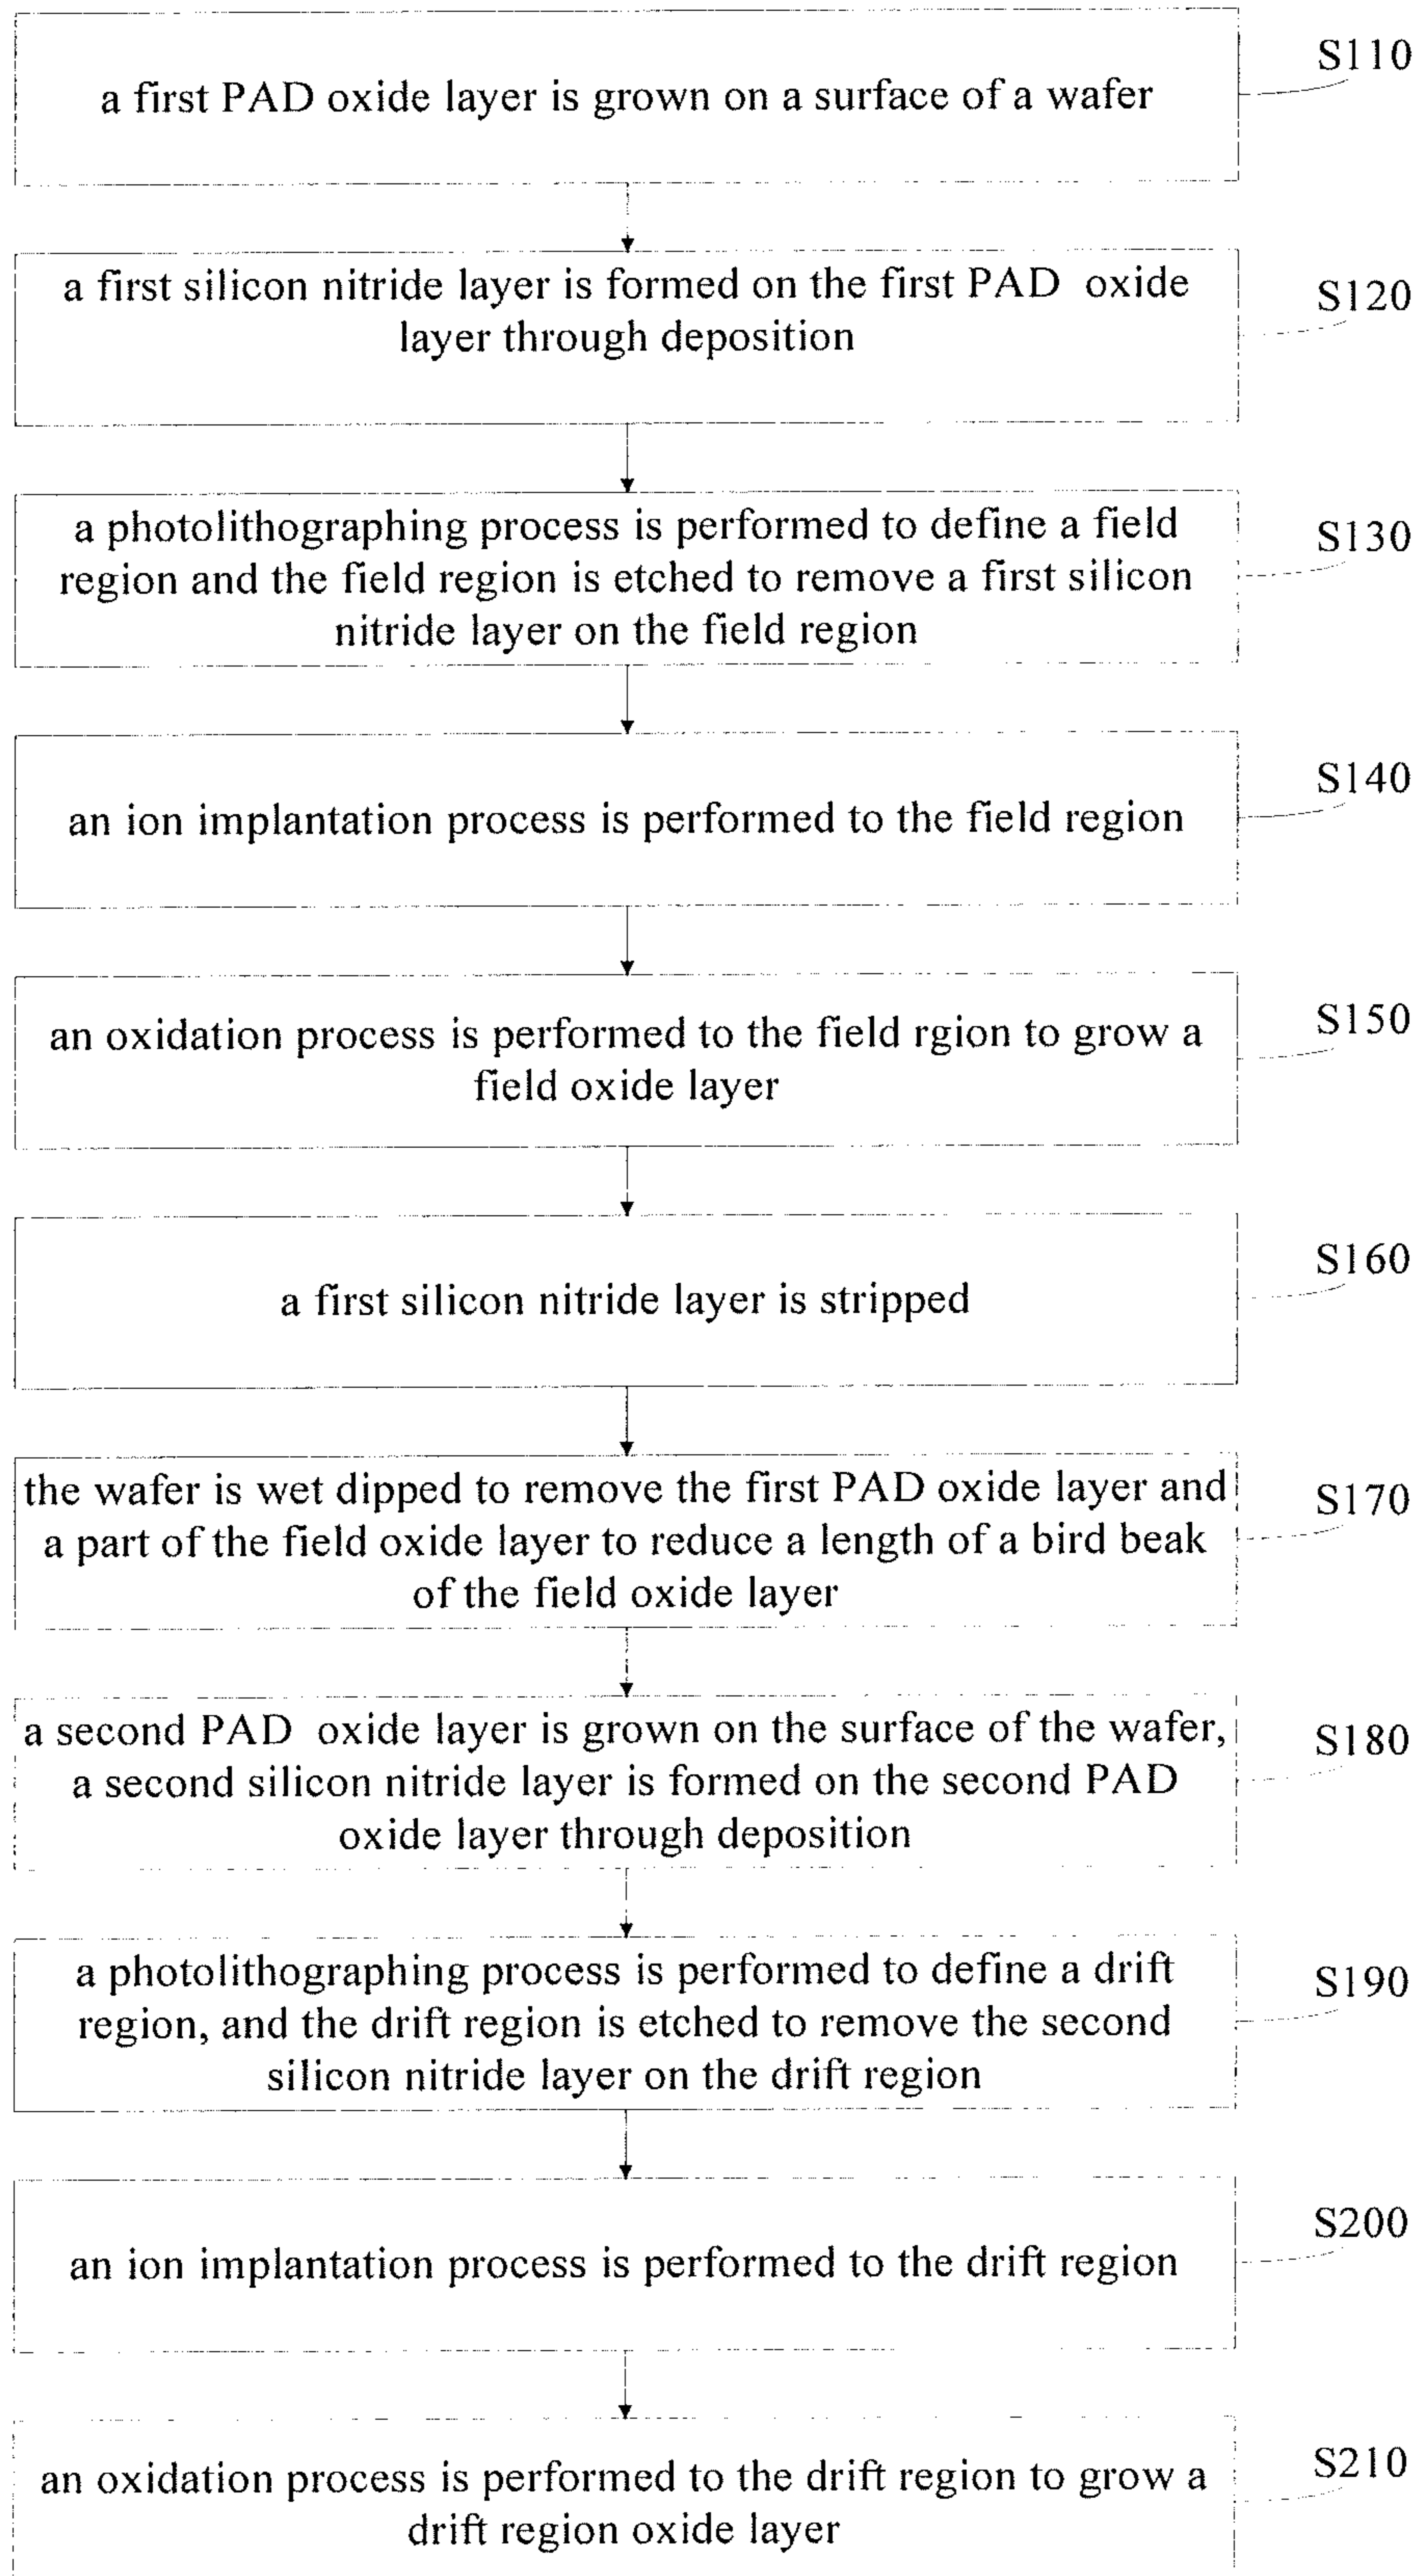 a first PAD oxide layer is grown on a surface of a wafer
S110
a first silicon nitride layer is formed on the first PAD oxide
layer through deposition
S120
a photolithographing process is performed to define a field
region and the field region is etched to remove a first silicon
nitride layer on the field region
S130
an ion implantation process is performed to the field region
S140
an oxidation process is performed to the field rgion to grow a
field oxide layer
S150
a first silicon nitride layer is stripped
S160
the wafer is wet dipped to remove the first PAD oxide layer and
a part of the field oxide layer to reduce a length of a bird beak
of the field oxide layer
S170
a second PAD oxide layer is grown on the surface of the wafer,
a second silicon nitride layer is formed on the second PAD
oxide layer through deposition
S180
a photolithographing process is performed to define a drift
region, and the drift region is etched to remove the second
silicon nitride layer on the drift region
S190
an ion implantation process is performed to the drift region
S200
an oxidation process is performed to the drift region to grow a
drift region oxide layer
S210